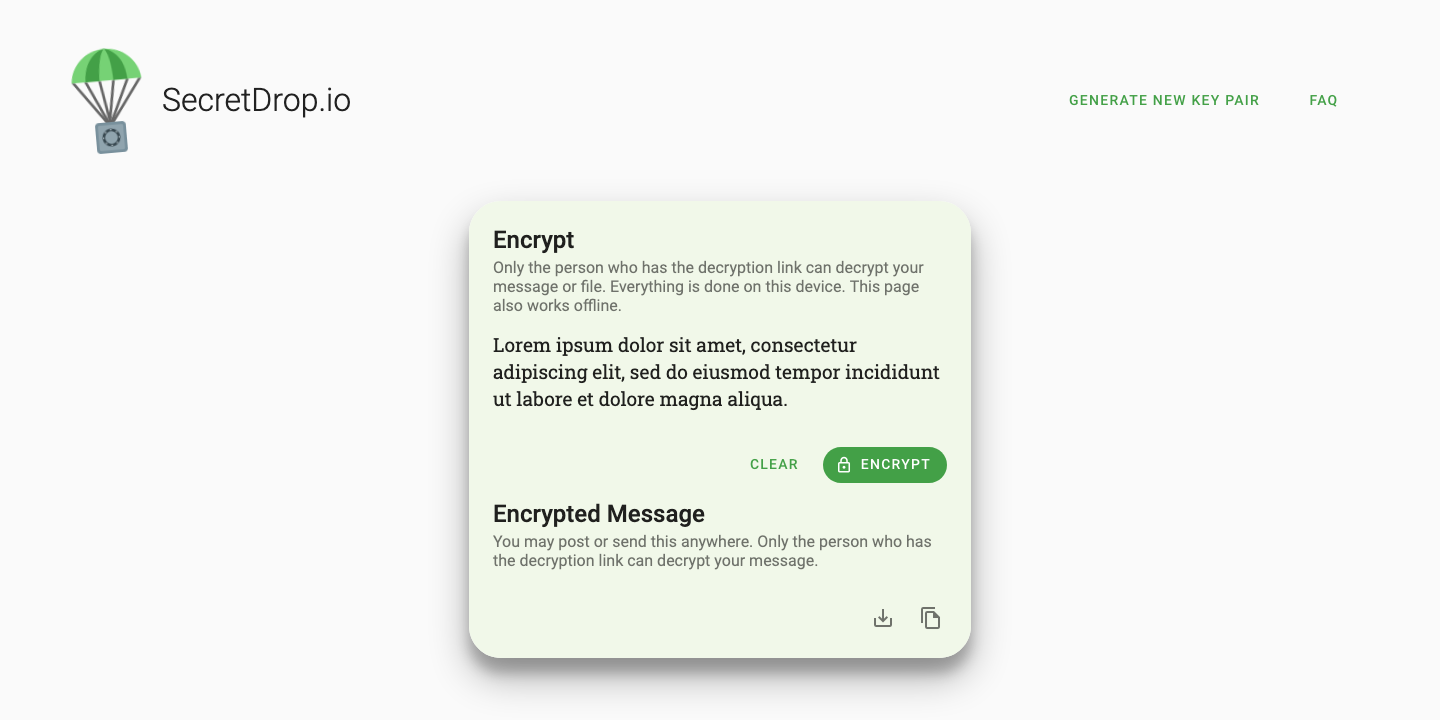 SecretDrop.io
GENERATE NEW KEY PAIR
FAQ
Encrypt
Only the person who has the decryption link can decrypt your
message or file. Everything is done on this device. This page
also works offline.
Lorem ipsum dolor sit amet, consectetur
adipiscing elit, sed do eiusmod tempor incididunt
ut labore et dolore magna aliqua.
CLEAR
ENCRYPT
Encrypted Message
You may post or send this anywhere. Only the person who has
the decryption link can decrypt your message.